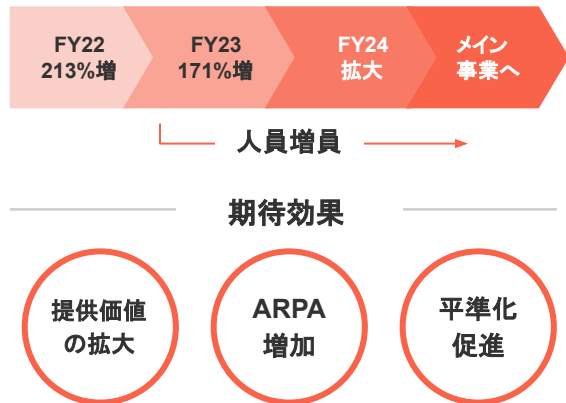 FY22
213%増
FY23
171%増
FY24
拡大
メイン
事業へ
人員増員
期待効果
提供価値
の拡大
ARPA
増加
平準化
促進